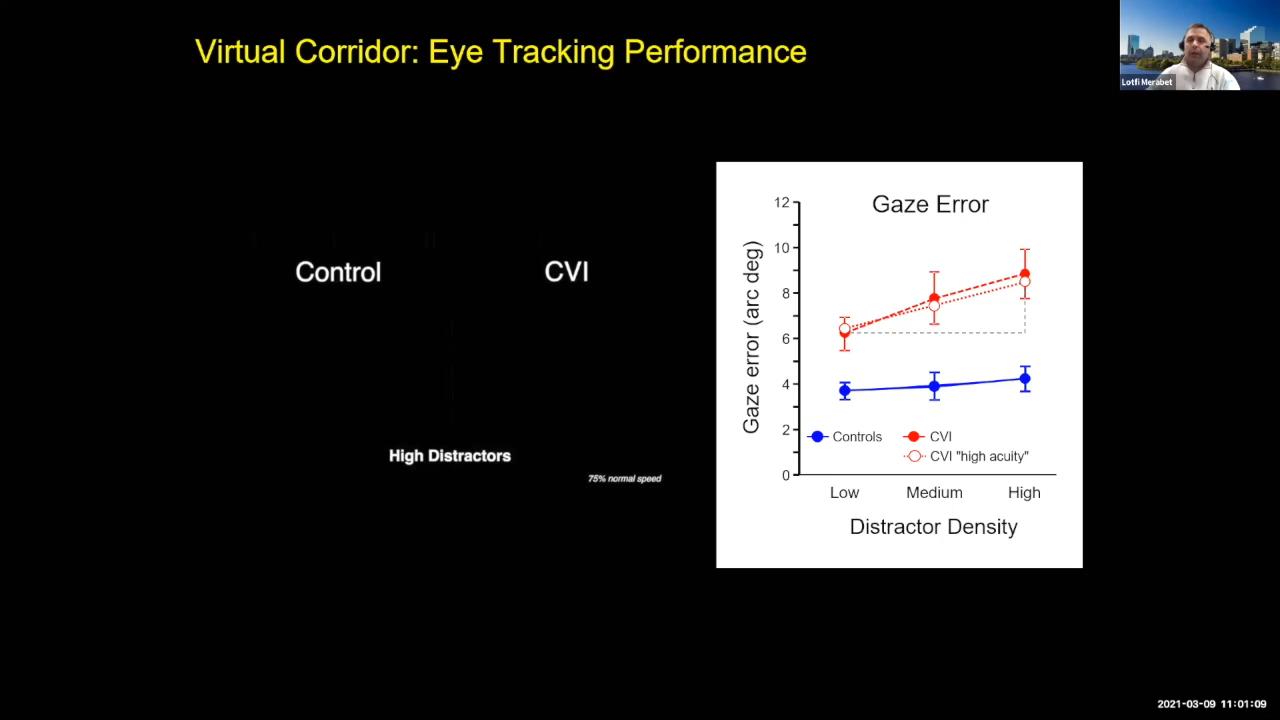 Virtual Corridor: Eye Tracking Performance
Lotfi Merabet
Control
CVI
High Distractors
75% normal speed
Gaze Error
12
10
8
6
4
2
0
Gaze error (arc deg)
Controls
CVI
CVI "high acuity"
Low Medium High
Distractor Density
2021-03-09 11:01:09